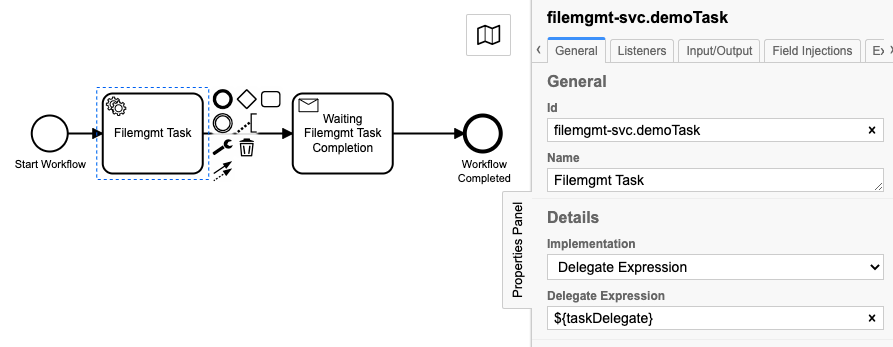 Start Workflow
Filemgmt Task
Waiting
Filemgmt Task
Completion
Workflow
Completed
Properties Panel
filemgmt-svc.demoTask
General
Listeners
Input/Output
Field Injections
Ex
General
Id
filemgmt-svc.demoTask
Name
Filemgmt Task
Details
Implementation
Delegate Expression
Delegate Expression
${taskDelegate}